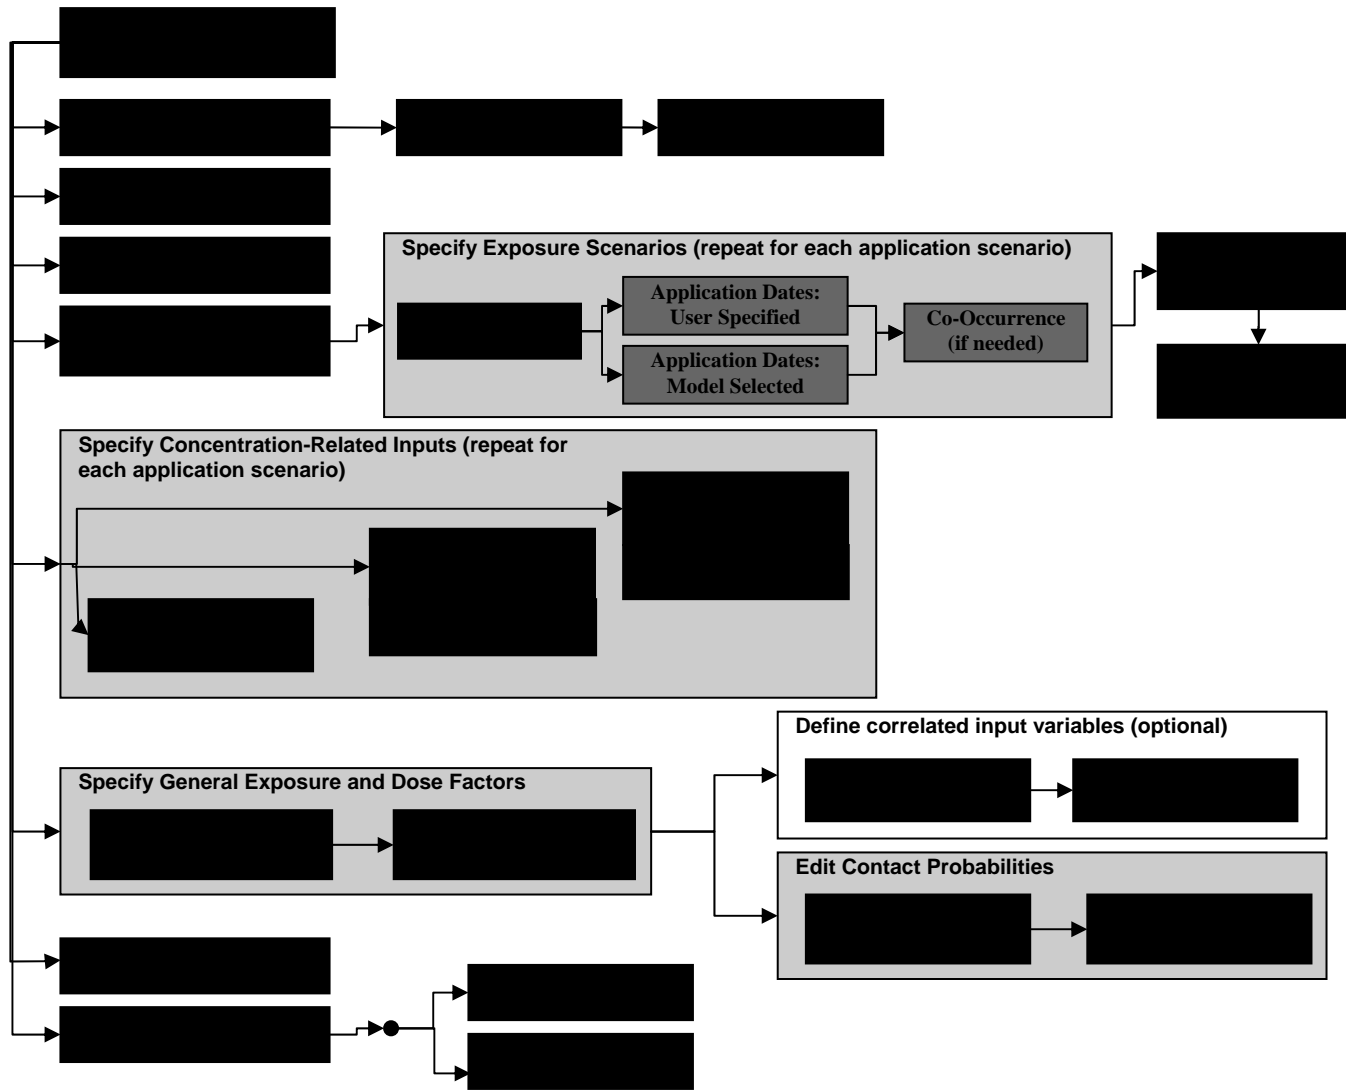 Specify Exposure Scenarios (repeat for each application scenario)
Application Dates:
User Specified
Application Dates:
Model Selected
Co-Occurrence
(if needed)
Specify Concentration-Related Inputs (repeat for
each application scenario)
Define correlated input variables (optional)
Specify General Exposure and Dose Factors
Edit Contact Probabilities